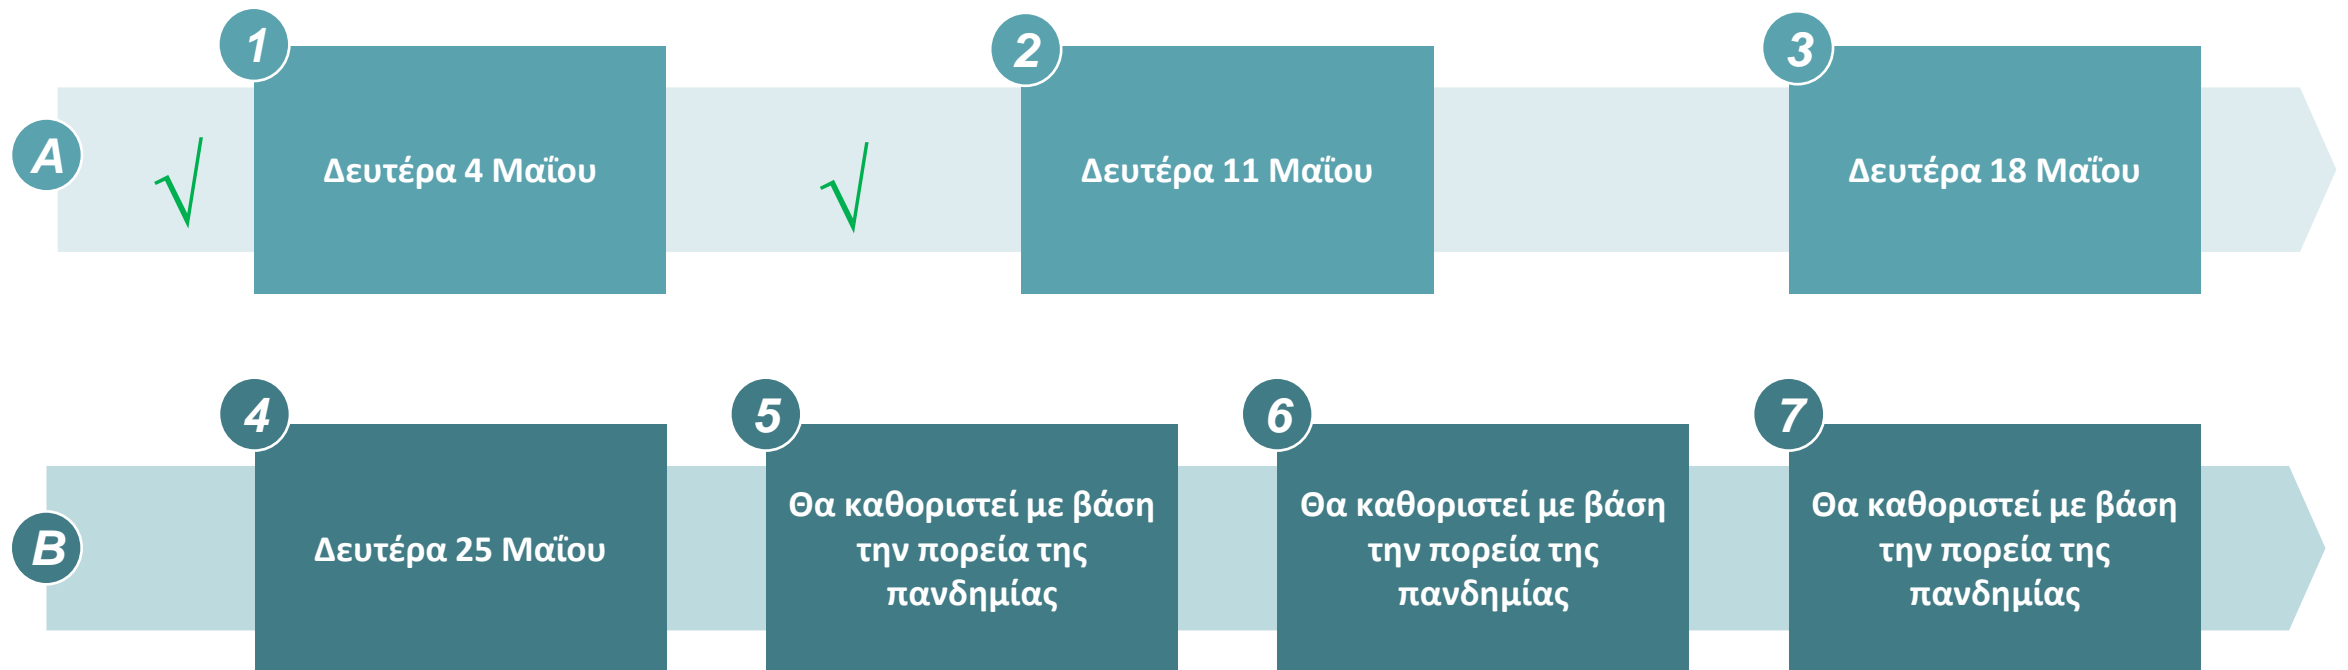 1
2
3
A
√
Δευτέρα 4 Μαΐου
√
Δευτέρα 11 Μαΐου
Δευτέρα 18 Μαΐου
4
5
6
7
B
Δευτέρα 25 Μαΐου
Θα καθοριστεί με βάση
την πορεία της
πανδημίας
Θα καθοριστεί με βάση
την πορεία της
πανδημίας
Θα καθοριστεί με βάση
την πορεία της
πανδημίας